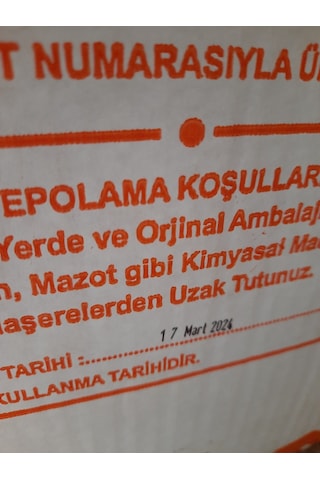 T NUMARASIYLA Ü
EPOLAMA KOŞULLAR
Yerde ve Orjinal Ambalaj
n, Mazot gibi Kimyasal Ma
aşerelerden Uzak Tutunuz.
TARİHİ :.................. 17 Mart 2024
KULLANMA TARİHİDİR.